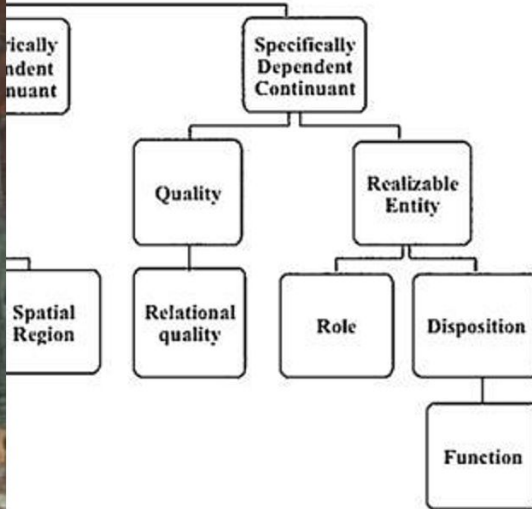 Specifically
Dependent
Continuant
Quality
Realizable
Entity
Spatial
Region
Relational
quality
Role
Disposition
Function